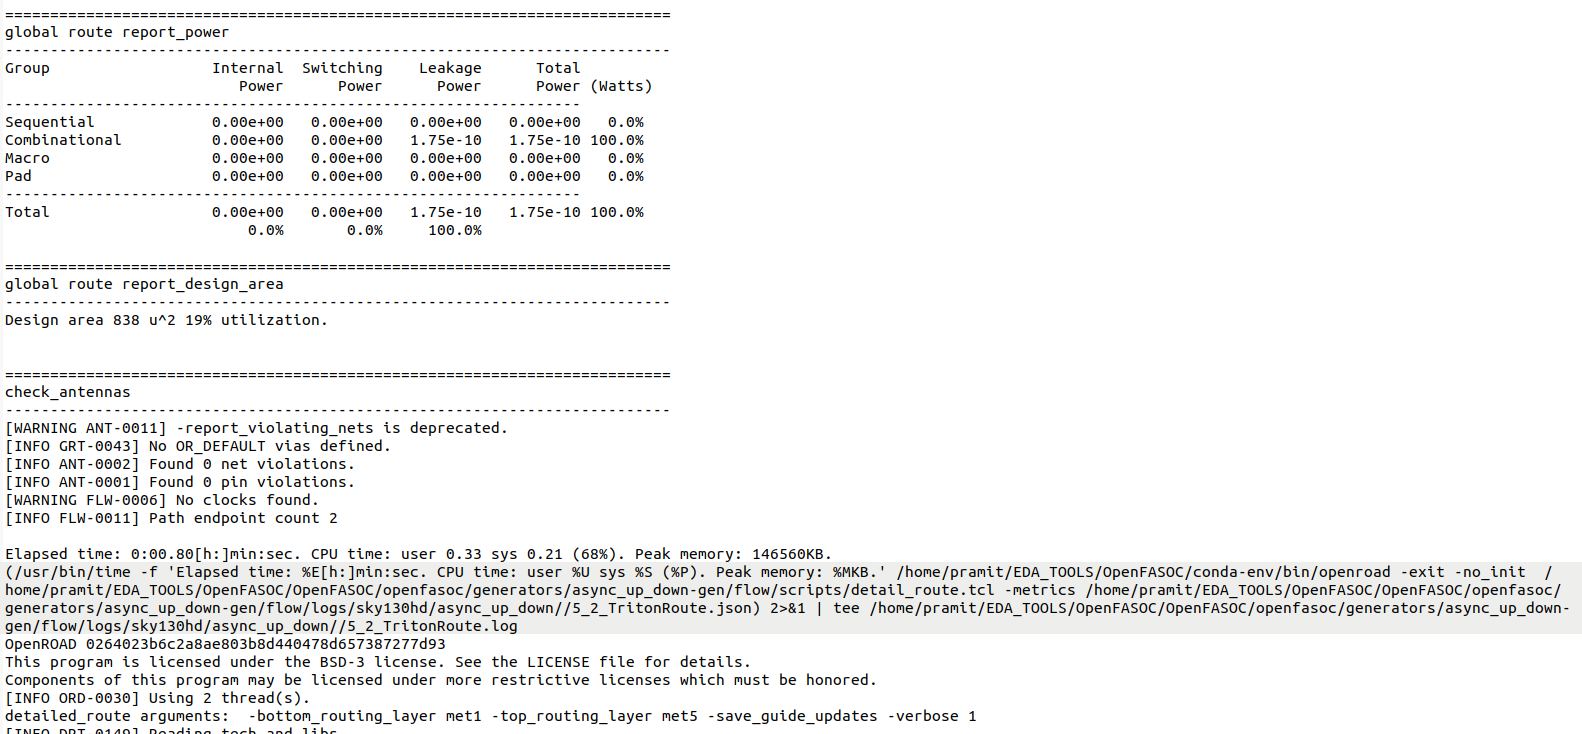 ==========================================================================
global route report_power
--------------------------------------------------------------------------
Group                  Internal  Switching    Leakage      Total
                          Power      Power      Power      Power (Watts)
----------------------------------------------------------------
Sequential             0.00e+00   0.00e+00   0.00e+00   0.00e+00   0.0%
Combinational          0.00e+00   0.00e+00   1.75e-10   1.75e-10 100.0%
Macro                  0.00e+00   0.00e+00   0.00e+00   0.00e+00   0.0%
Pad                    0.00e+00   0.00e+00   0.00e+00   0.00e+00   0.0%
----------------------------------------------------------------
Total                  0.00e+00   0.00e+00   1.75e-10   1.75e-10 100.0%
                           0.0%       0.0%     100.0%
==========================================================================
global route report_design_area
--------------------------------------------------------------------------
Design area 838 u^2 19% utilization.
==========================================================================
check_antennas
--------------------------------------------------------------------------
[WARNING ANT-0011] -report_violating_nets is deprecated.
[INFO GRT-0043] No OR_DEFAULT vias defined.
[INFO ANT-0002] Found 0 net violations.
[INFO ANT-0001] Found 0 pin violations.
[WARNING FLW-0006] No clocks found.
[INFO FLW-0011] Path endpoint count 2
Elapsed time: 0:00.80[h:]min:sec. CPU time: user 0.33 sys 0.21 (68%). Peak memory: 146560KB.
(/usr/bin/time -f 'Elapsed time: %E[h:]min:sec. CPU time: user %U sys %S (%P). Peak memory: %MKB.' /home/pramit/EDA_TOOLS/OpenFASOC/conda-env/bin/openroad -exit -no_init  /
home/pramit/EDA_TOOLS/OpenFASOC/OpenFASOC/openfasoc/generators/async_up_down-gen/flow/scripts/detail_route.tcl -metrics /home/pramit/EDA_TOOLS/OpenFASOC/OpenFASOC/openfasoc/
generators/async_up_down-gen/flow/logs/sky130hd/async_up_down//5_2_TritonRoute.json) 2>&1 | tee /home/pramit/EDA_TOOLS/OpenFASOC/OpenFASOC/openfasoc/generators/async_up_down-
gen/flow/logs/sky130hd/async_up_down//5_2_TritonRoute.log
OpenROAD 0264023b6c2a8ae803b8d440478d657387277d93
This program is licensed under the BSD-3 license. See the LICENSE file for details.
Components of this program may be licensed under more restrictive licenses which must be honored.
[INFO ORD-0030] Using 2 thread(s).
detailed_route arguments:  -bottom_routing_layer met1 -top_routing_layer met5 -save_guide_updates -verbose 1
[INFO DRT-0149] Reading tech and libs.